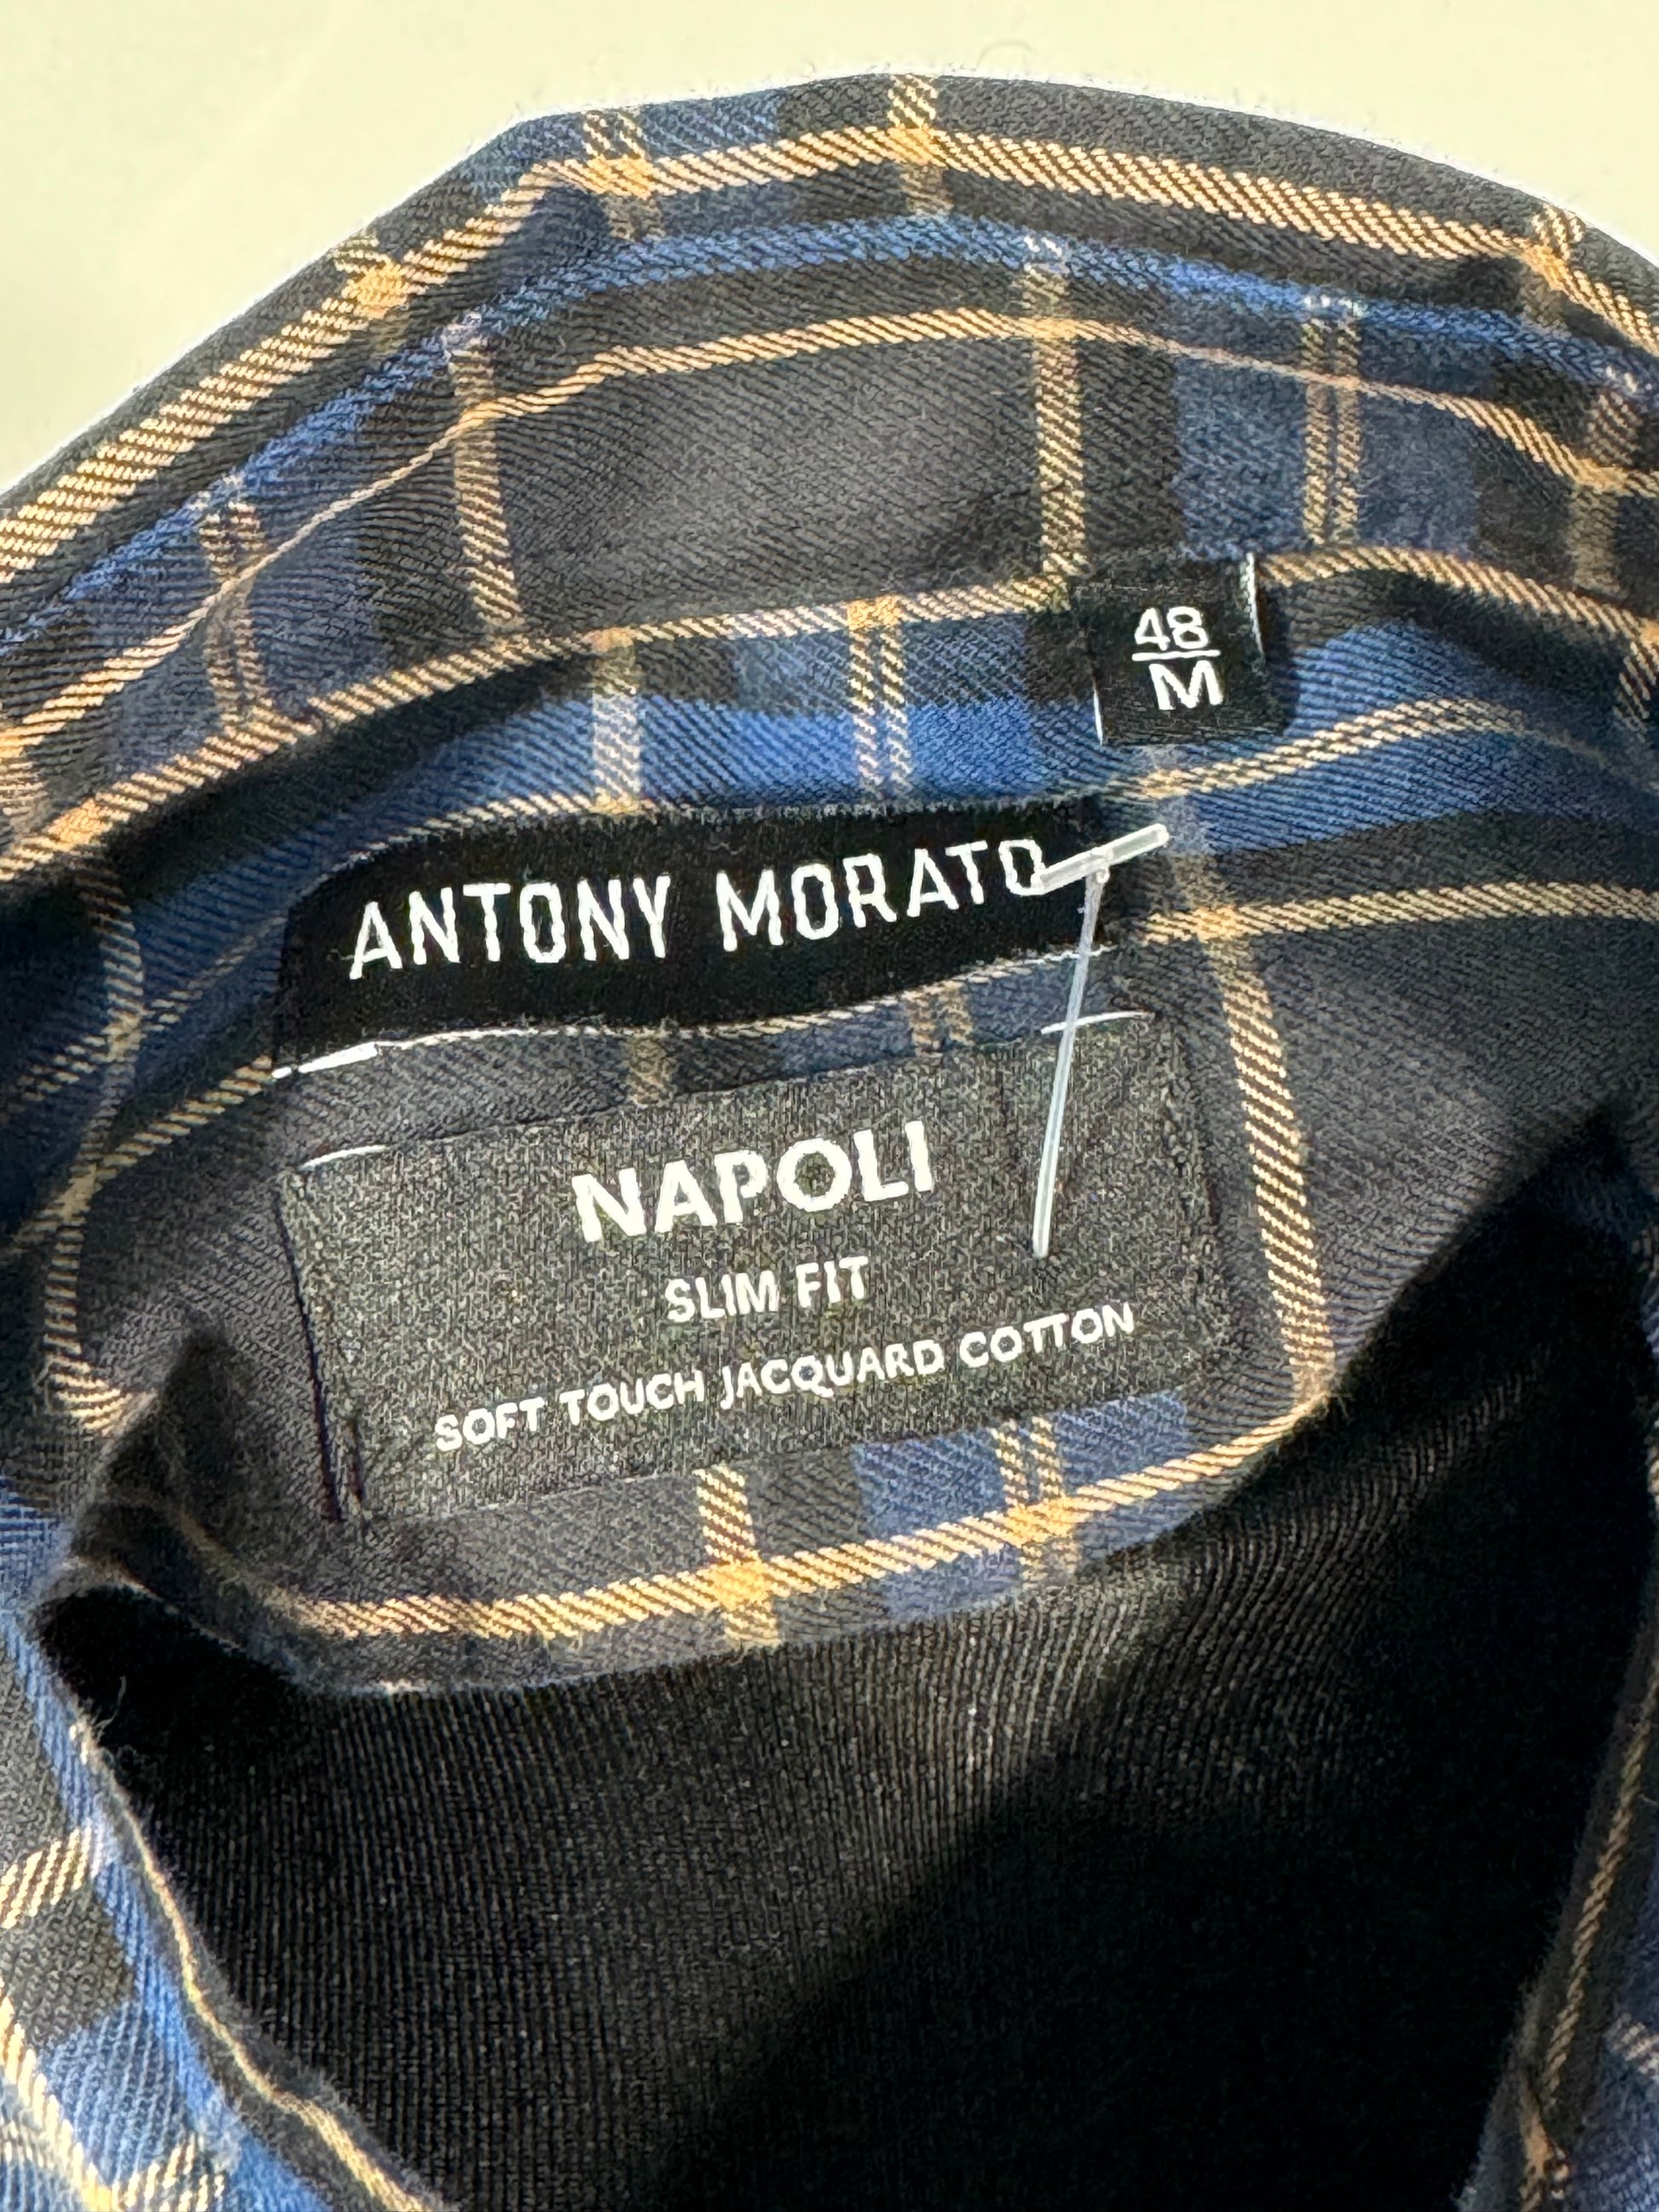 48
M
ANTONY MORATO
NAPOLI
SLIM FIT
SOFT TOUCH JACQUARD COTTON